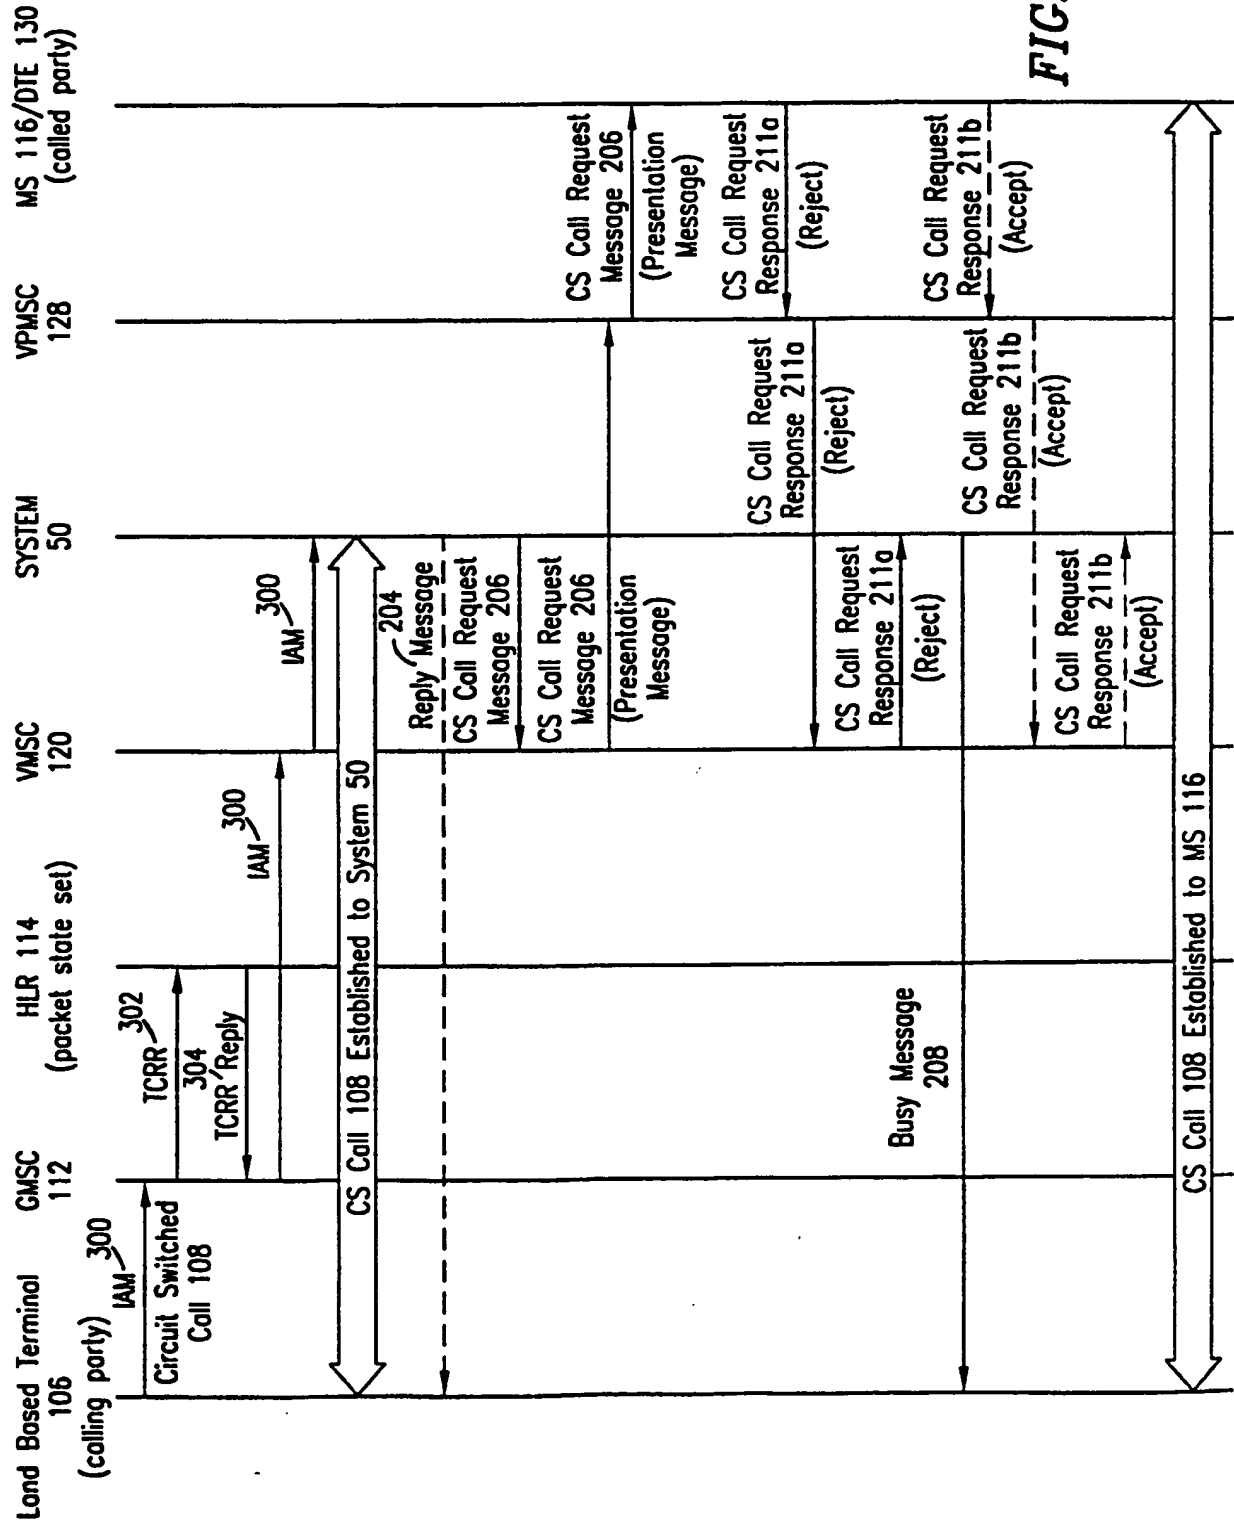 Land Based Terminal
106
(calling party)
GMSC
112
HLR 114
(packet state set)
VMSC
120
SYSTEM
50
VPMSC
128
MS 116/DTE 130
(called party)
300
IAM
Circuit Switched
Call 108
302
TCRR
304
TCRR Reply
300
IAM
300
IAM
CS Call 108 Established to System 50
204
Reply Message
CS Call Request
Message 206
CS Call Request
Message 206
(Presentation
Message)
CS Call Request
Message 206
(Presentation
Message)
CS Call Request
Response 211a
(Reject)
CS Call Request
Response 211a
(Reject)
CS Call Request
Response 211a
(Reject)
Busy Message
208
CS Call Request
Response 211b
(Accept)
CS Call Request
Response 211b
(Accept)
CS Call Request
Response 211b
(Accept)
CS Call 108 Established to MS 116
FIG.